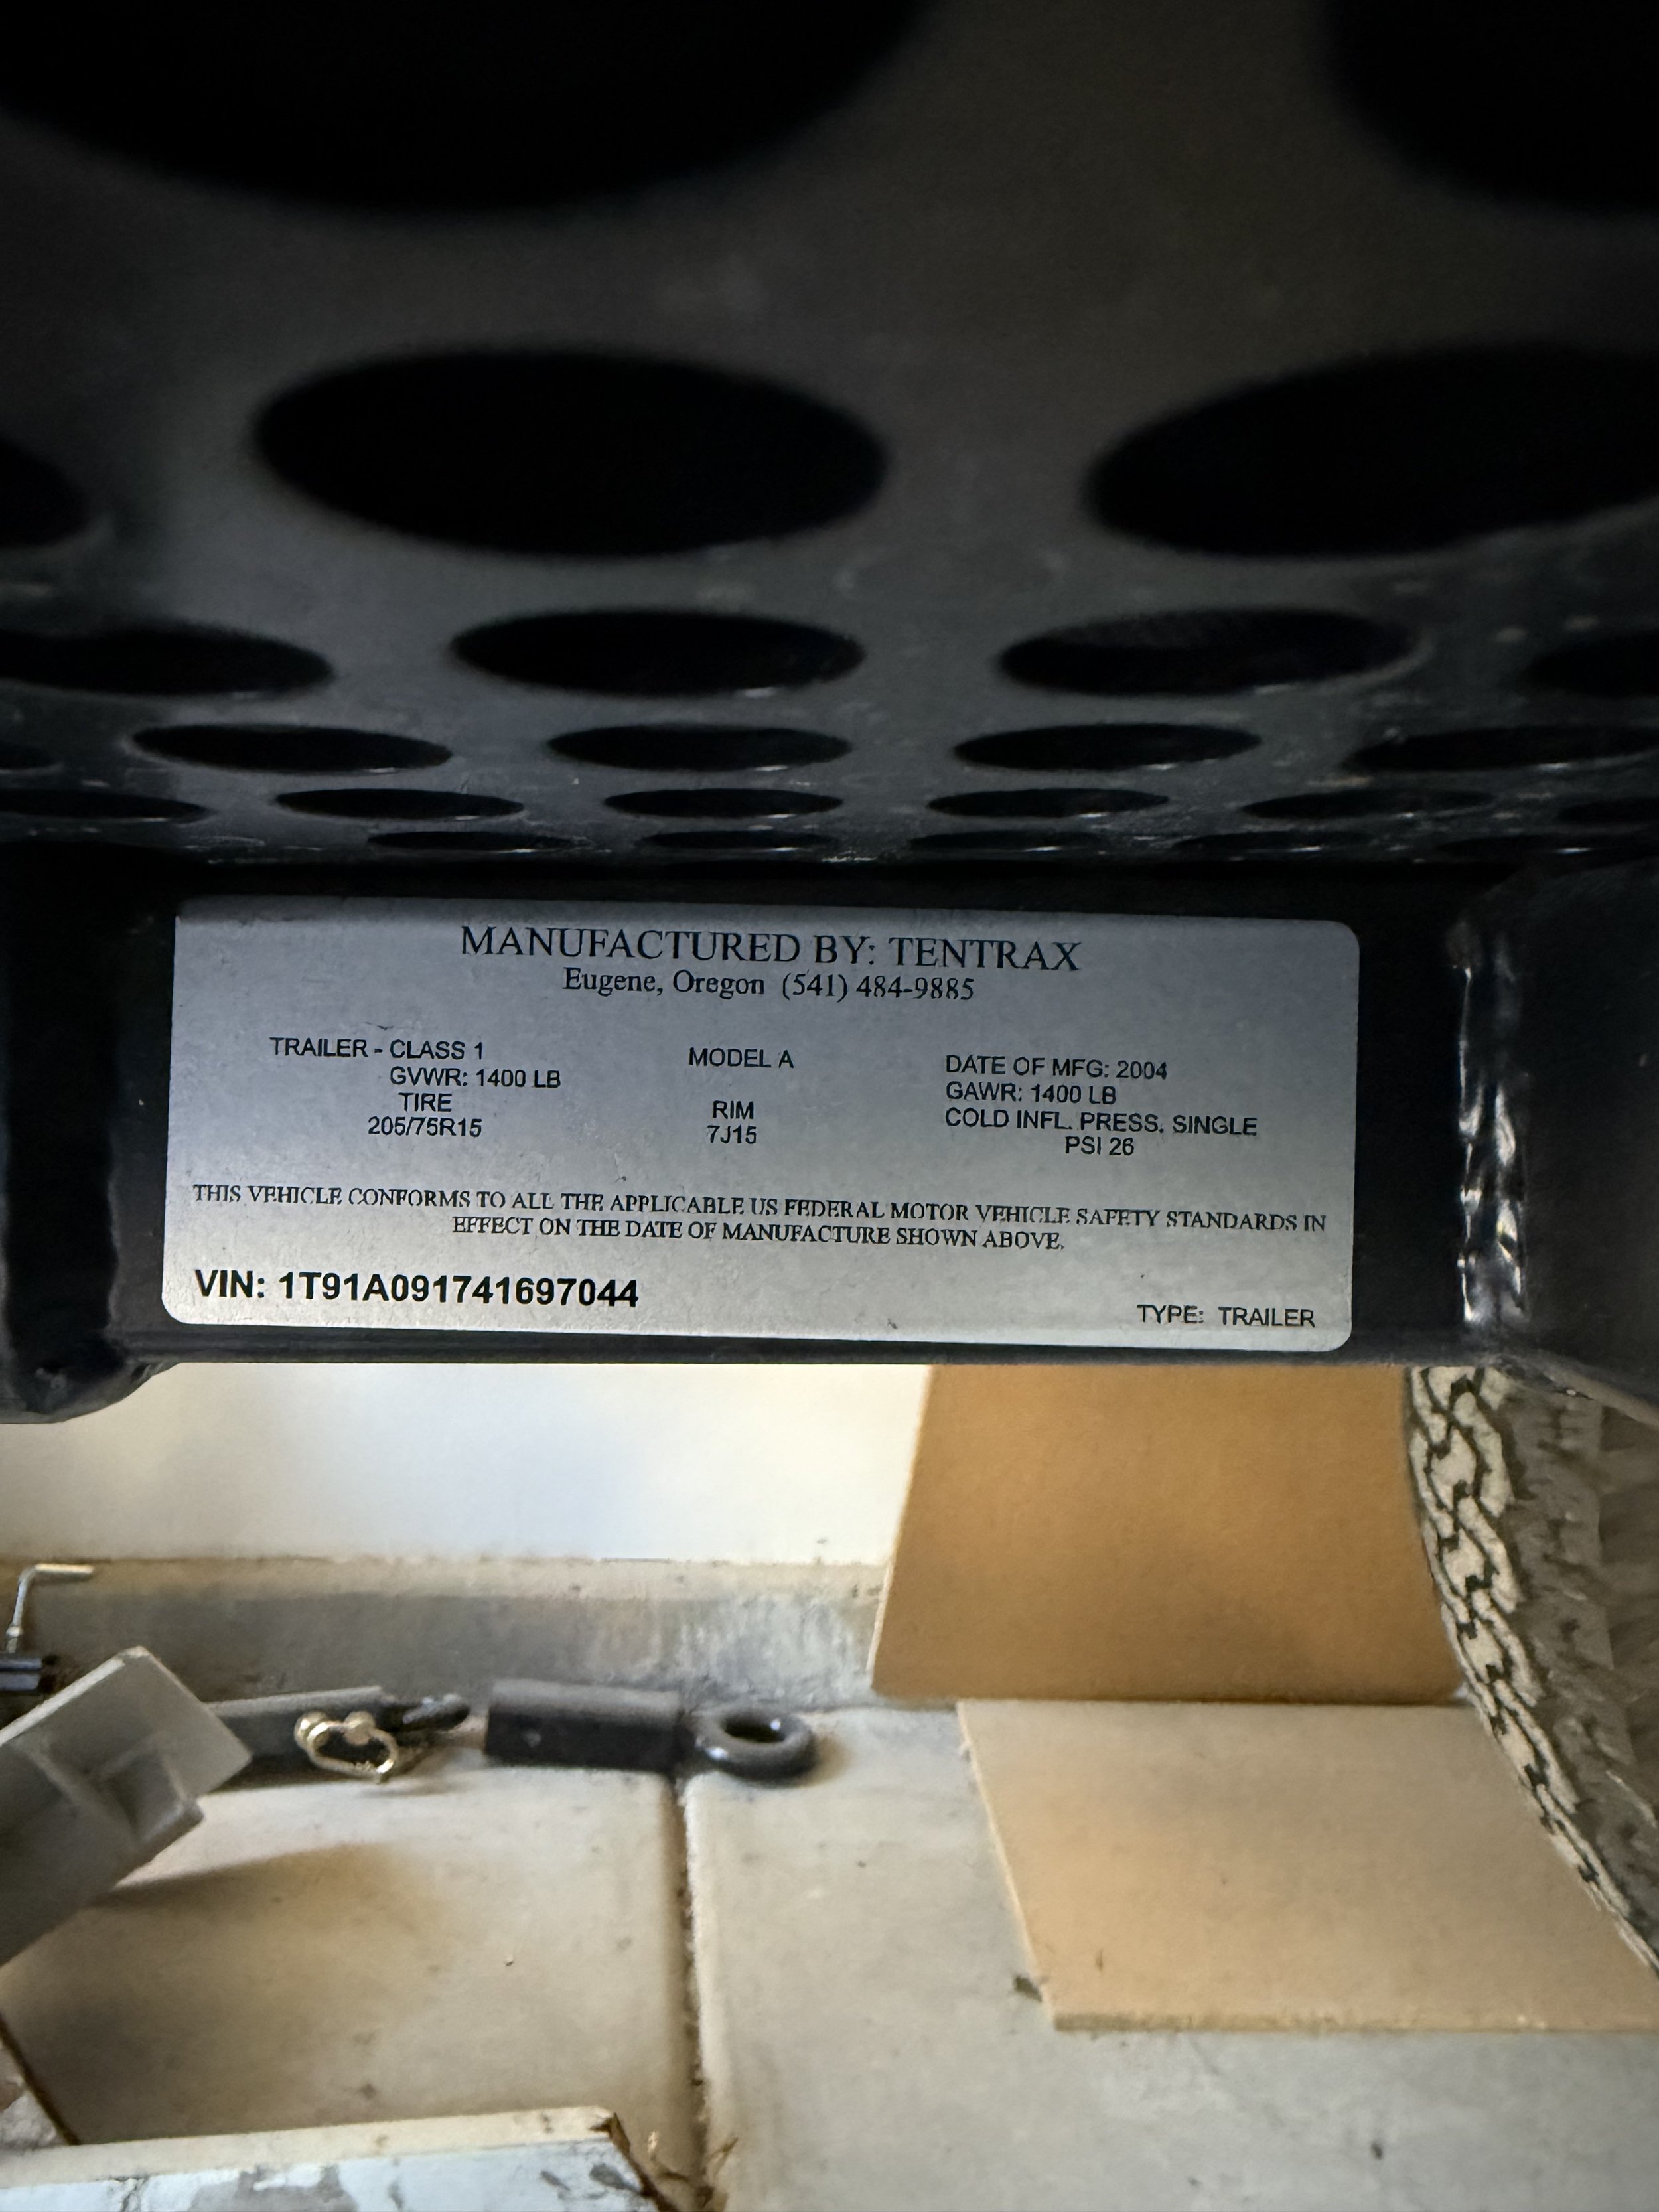 MANUFACTURED BY: TENTRAX
Eugene, Oregon (541) 484-9885
TRAILER - CLASS 1 MODEL A DATE OF MFG: 2004
GVWR: 1400 LB GAWR: 1400 LB
TIRE RIM COLD INFL. PRESS. SINGLE
205/75R15 7J15 PSI 26
THIS VEHICLE CONFORMS TO ALL THE APPLICABLE US FEDERAL MOTOR VEHICLE SAFETY STANDARDS IN
EFFECT ON THE DATE OF MANUFACTURE SHOWN ABOVE.
VIN: 1T91A091741697044
TYPE: TRAILER